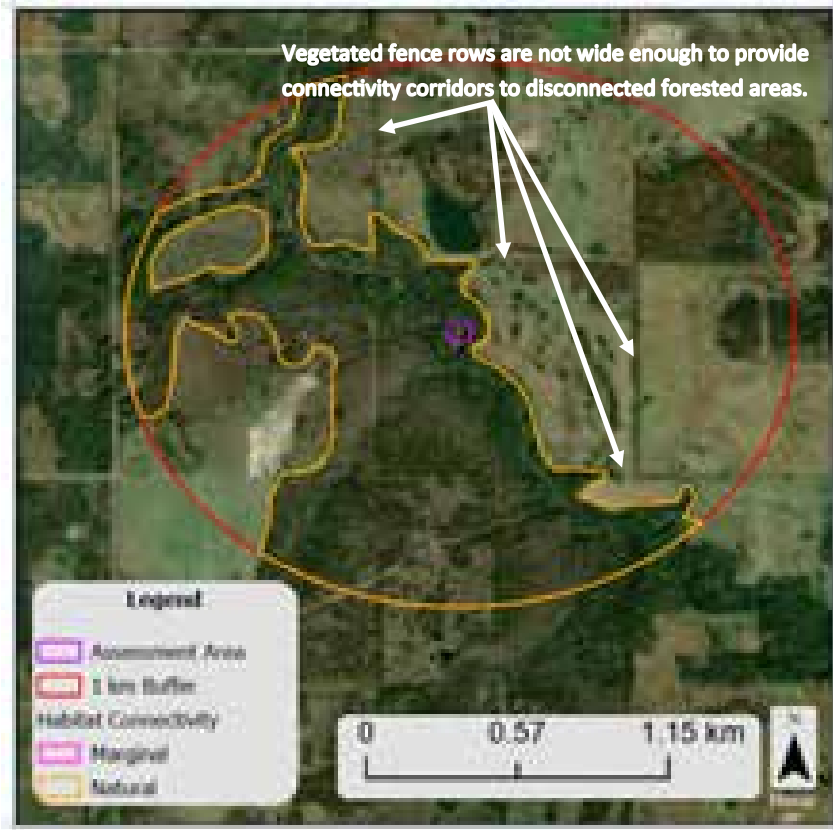 Vegetated fence rows are not wide enough to provide
connectivity corridors to disconnected forested areas.
Legend
Assessment Area
1 km Buffer
Habitat Connectivity
Marginal
Natural
0 0.57 1.15 km
N